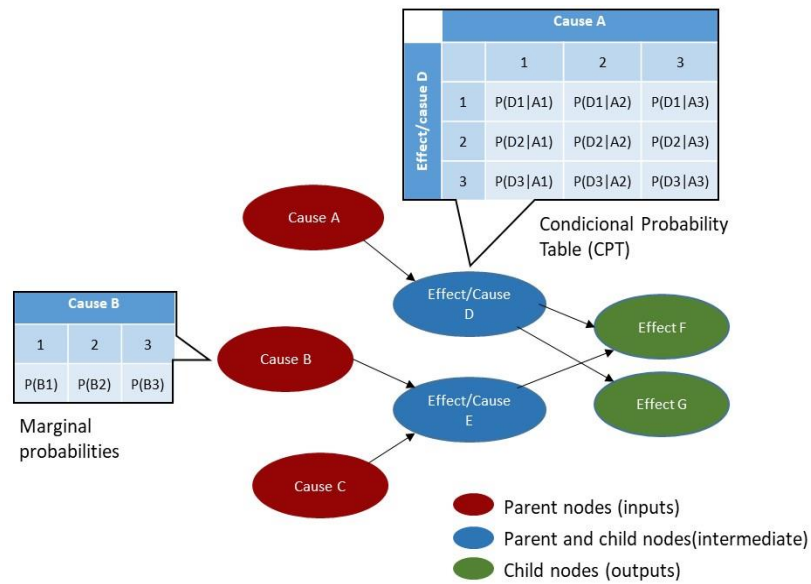 Cause A
Effect/casue D
1 2 3
1 P(D1|A1) P(D1|A2) P(D1|A3)
2 P(D2|A1) P(D2|A2) P(D2|A3)
3 P(D3|A1) P(D3|A2) P(D3|A3)
Condicional Probability
Table (CPT)
Cause A
Effect/Cause
D
Effect F
Cause B
1 2 3
P(B1) P(B2) P(B3)
Marginal
probabilities
Cause B
Effect/Cause
E
Effect G
Cause C
Parent nodes (inputs)
Parent and child nodes(intermediate)
Child nodes (outputs)